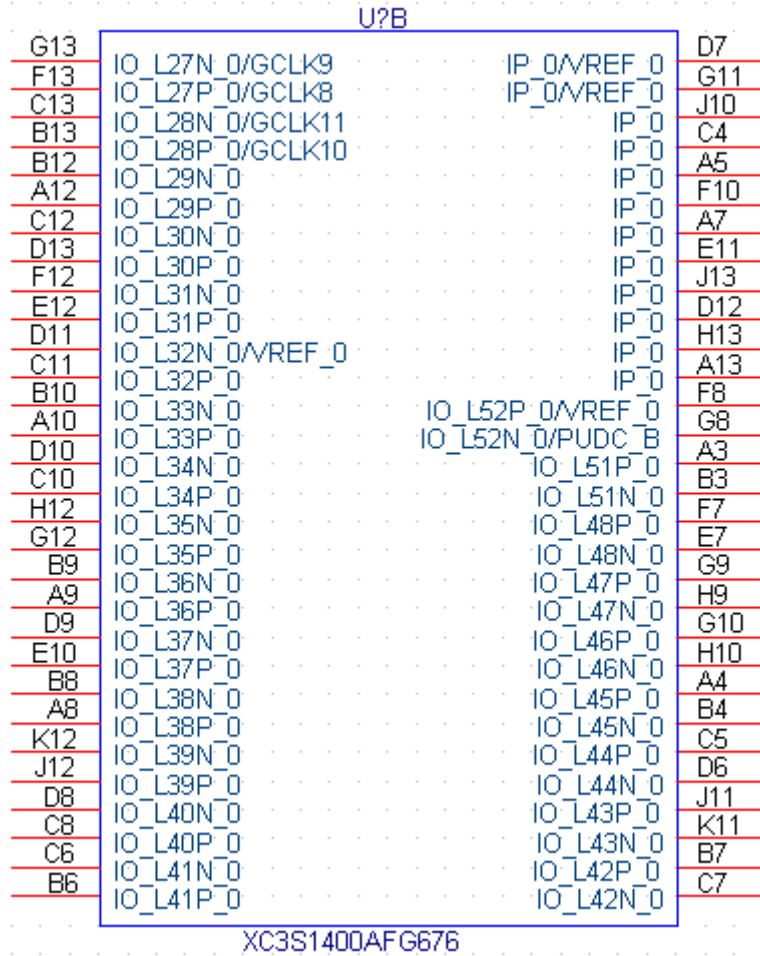 U?B
G13 IO_L27N_0/GCLK9 IP_0/VREF_0 D7
F13 IO_L27P_0/GCLK8 IP_0/VREF_0 G11
C13 IO_L28N_0/GCLK11 IP_0 J10
B13 IO_L28P_0/GCLK10 IP_0 C4
B12 IO_L29N_0 IP_0 A5
A12 IO_L29P_0 IP_0 F10
C12 IO_L30N_0 IP_0 A7
D13 IO_L30P_0 IP_0 E11
F12 IO_L31N_0 IP_0 J13
E12 IO_L31P_0 IP_0 D12
D11 IO_L32N_0/VREF_0 IP_0 H13
C11 IO_L32P_0 IP_0 A13
B10 IO_L33N_0 IO_L52P_0/VREF_0 F8
A10 IO_L33P_0 IO_L52N_0/PUDC_B G8
D10 IO_L34N_0 IO_L51P_0 A3
C10 IO_L34P_0 IO_L51N_0 B3
H12 IO_L35N_0 IO_L48P_0 F7
G12 IO_L35P_0 IO_L48N_0 E7
B9 IO_L36N_0 IO_L47P_0 G9
A9 IO_L36P_0 IO_L47N_0 H9
D9 IO_L37N_0 IO_L46P_0 G10
E10 IO_L37P_0 IO_L46N_0 H10
B8 IO_L38N_0 IO_L45P_0 A4
A8 IO_L38P_0 IO_L45N_0 B4
K12 IO_L39N_0 IO_L44P_0 C5
J12 IO_L39P_0 IO_L44N_0 D6
D8 IO_L40N_0 IO_L43P_0 J11
C8 IO_L40P_0 IO_L43N_0 K11
C6 IO_L41N_0 IO_L42P_0 B7
B6 IO_L41P_0 IO_L42N_0 C7
XC3S1400AFG676